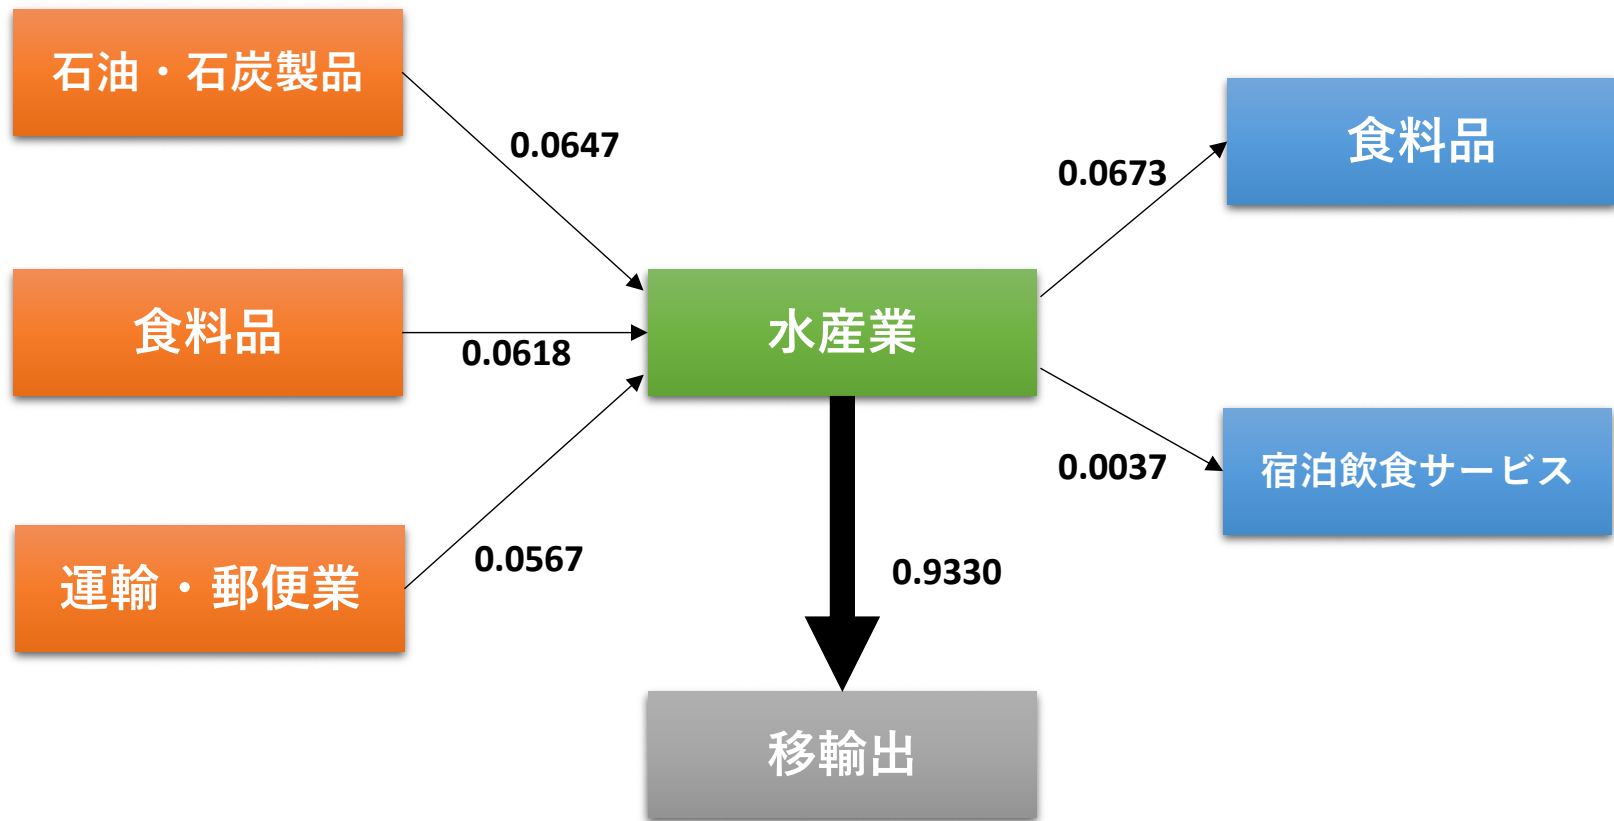 石油・石炭製品
0.0647
食料品
0.0673
食料品
0.0618
水産業
宿泊飲食サービス
0.0037
運輸・郵便業
0.0567
0.9330
移輸出